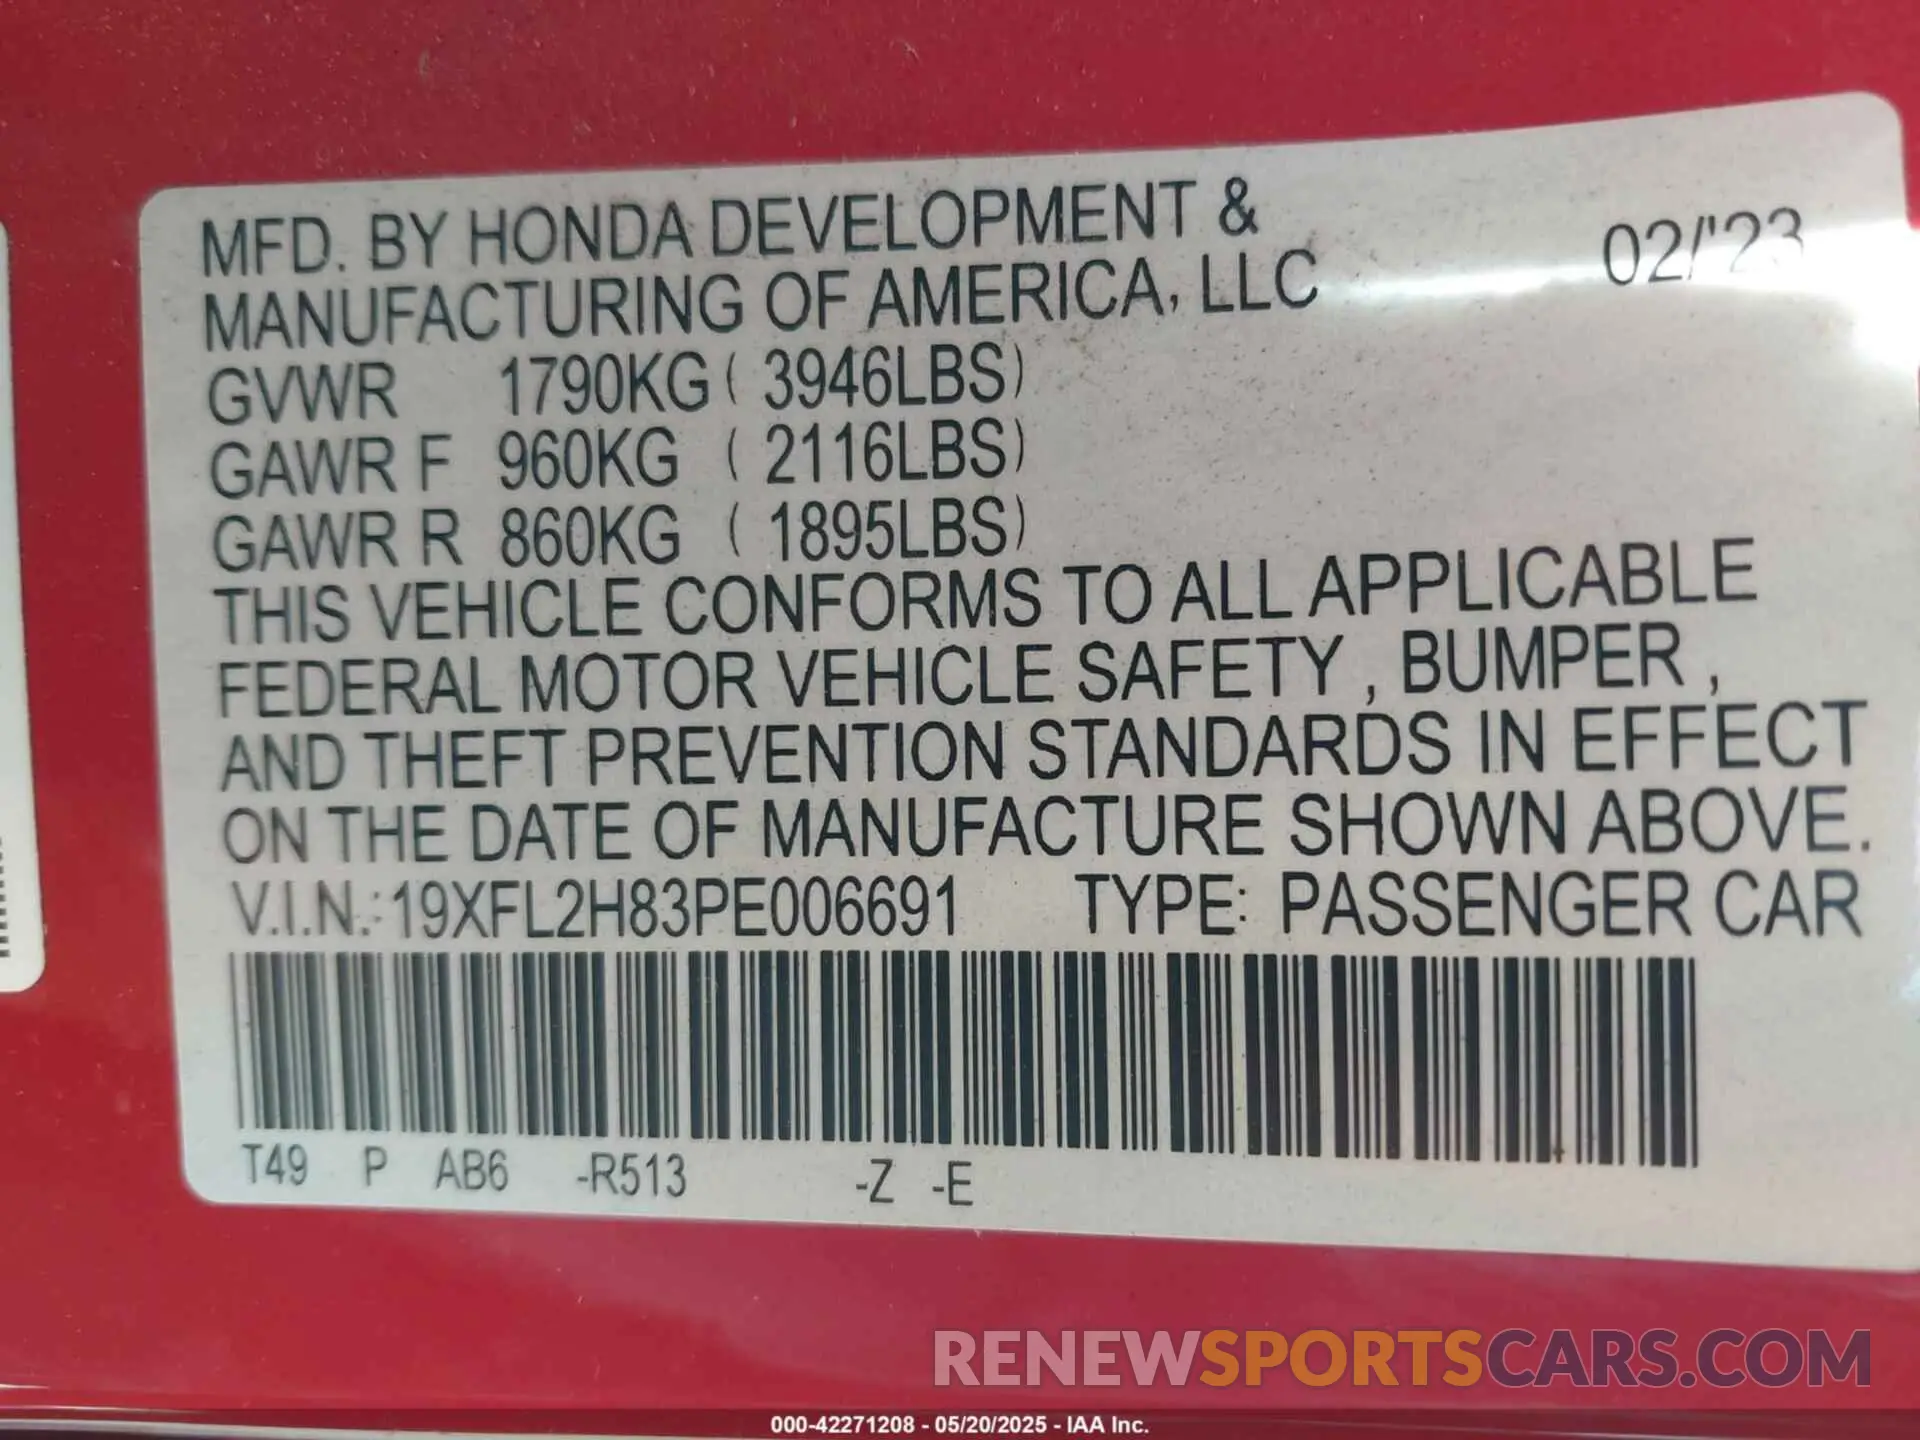 MFD. BY HONDA DEVELOPMENT &
MANUFACTURING OF AMERICA, LLC 02/'23
GVWR 1790KG ( 3946LBS)
GAWR F 960KG ( 2116LBS)
GAWR R 860KG ( 1895LBS)
THIS VEHICLE CONFORMS TO ALL APPLICABLE
FEDERAL MOTOR VEHICLE SAFETY , BUMPER ,
AND THEFT PREVENTION STANDARDS IN EFFECT
ON THE DATE OF MANUFACTURE SHOWN ABOVE.
V.I.N.: 19XFL2H83PE006691 TYPE: PASSENGER CAR
T49 P AB6 -R513 -Z -E
RENEWSPORTSCARS.COM
000-42271208 - 05/20/2025 - IAA Inc.